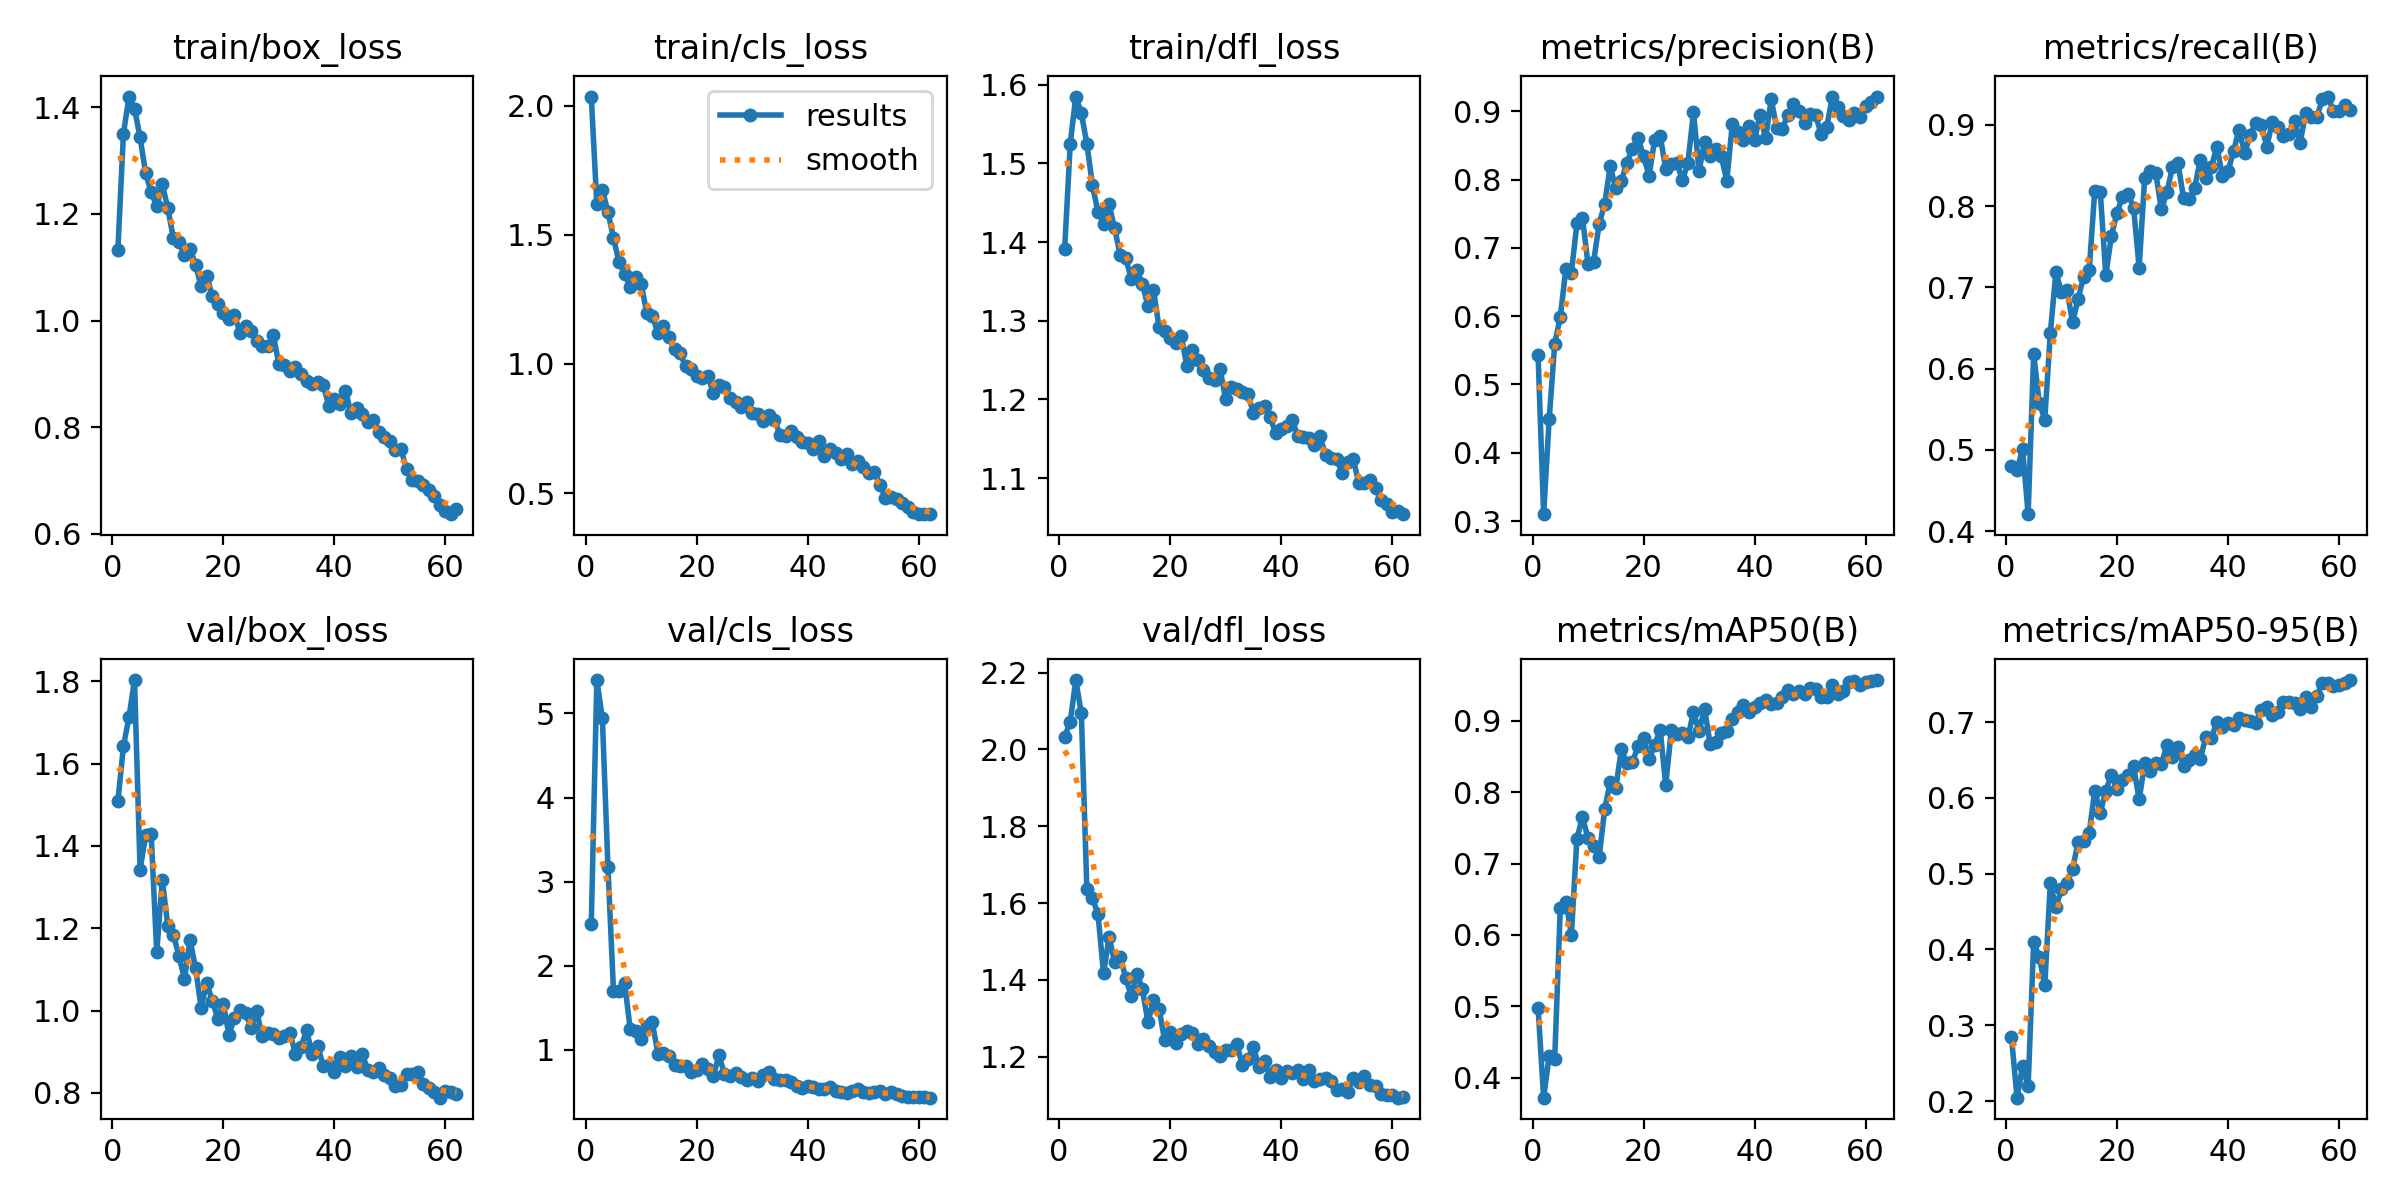 train/box_loss
1.4
1.2
1.0
0.8
0.6
0 20 40 60
train/cls_loss
results
smooth
2.0
1.5
1.0
0.5
0 20 40 60
train/dfl_loss
1.6
1.5
1.4
1.3
1.2
1.1
0 20 40 60
metrics/precision(B)
0.9
0.8
0.7
0.6
0.5
0.4
0.3
0 20 40 60
metrics/recall(B)
0.9
0.8
0.7
0.6
0.5
0.4
0 20 40 60
val/box_loss
1.8
1.6
1.4
1.2
1.0
0.8
0 20 40 60
val/cls_loss
5
4
3
2
1
0 20 40 60
val/dfl_loss
2.2
2.0
1.8
1.6
1.4
1.2
0 20 40 60
metrics/mAP50(B)
0.9
0.8
0.7
0.6
0.5
0.4
0 20 40 60
metrics/mAP50-95(B)
0.7
0.6
0.5
0.4
0.3
0.2
0 20 40 60